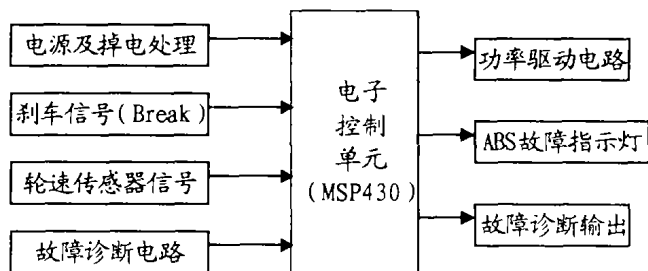 电源及掉电处理
刹车信号(Break)
轮速传感器信号
故障诊断电路
电子
控制
单元
(MSP430)
功率驱动电路
ABS故障指示灯
故障诊断输出